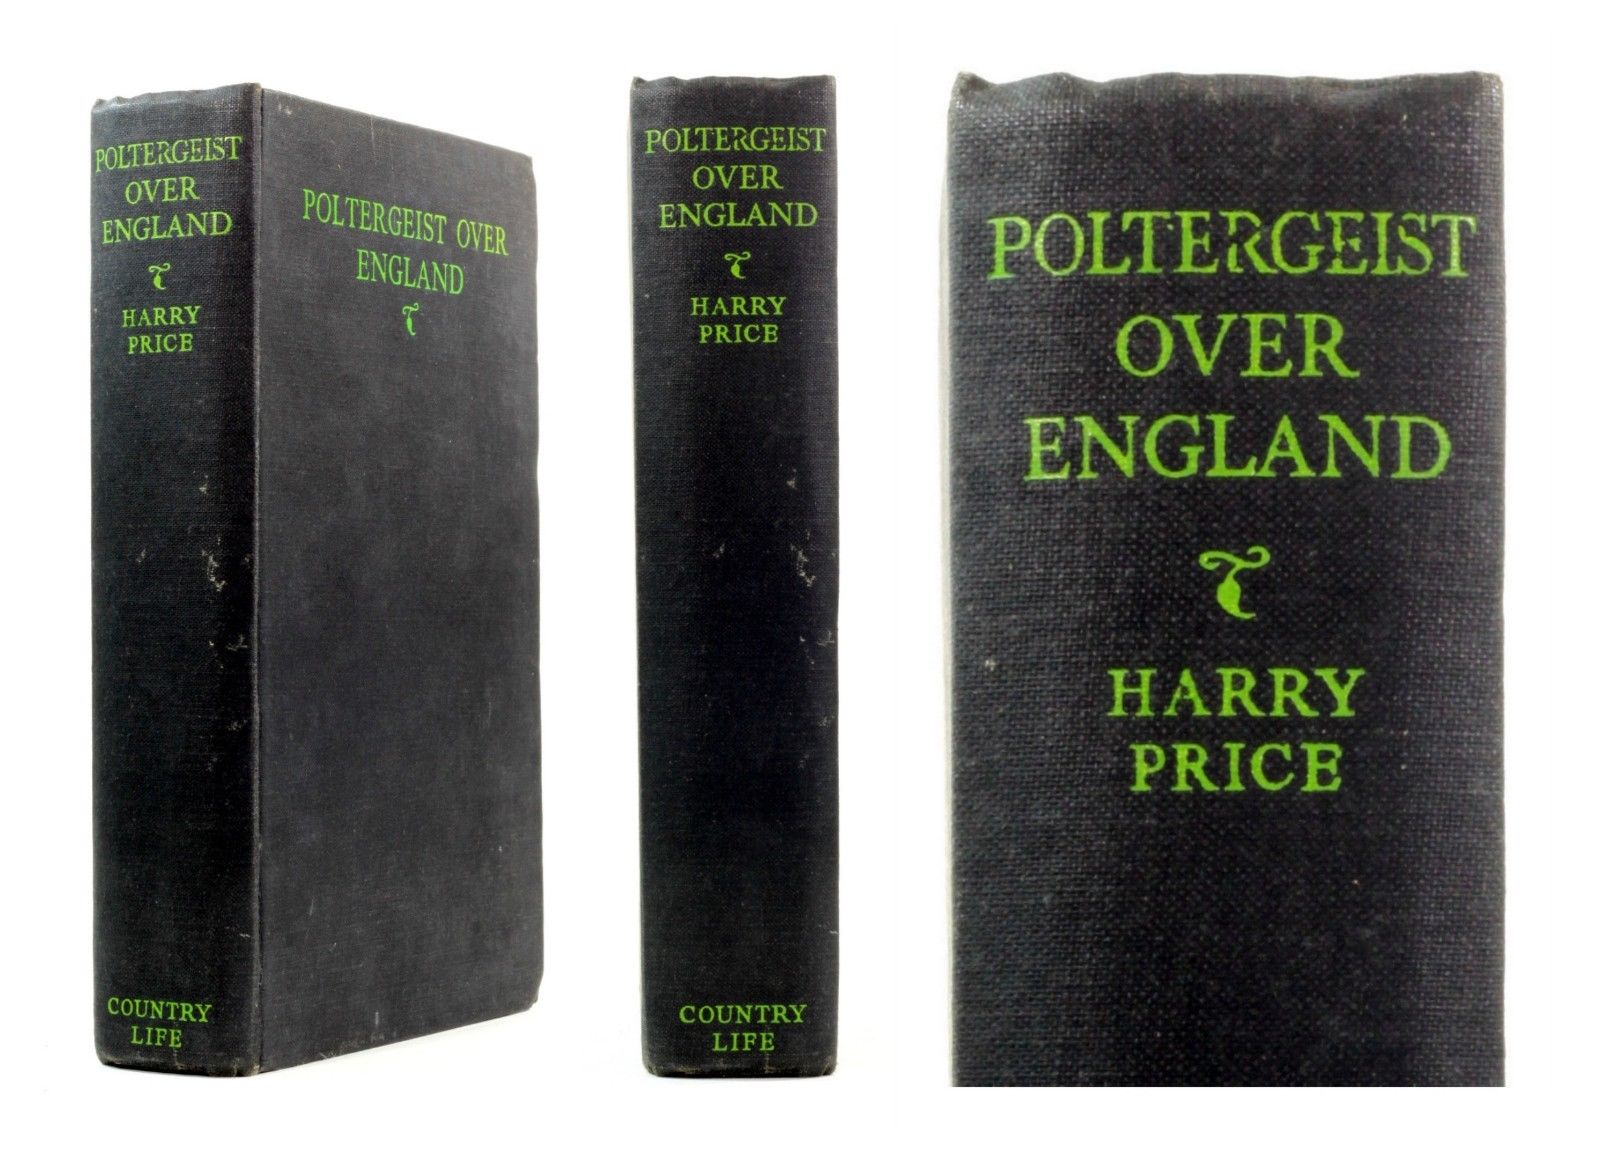 POLTERGEIST
OVER
ENGLAND
HARRY
PRICE
COUNTRY
LIFE
POLTERGEIST OVER
ENGLAND
POLTERGEIST
OVER
ENGLAND
HARRY
PRICE
COUNTRY
LIFE
POLTERGEIST
OVER
ENGLAND
HARRY
PRICE